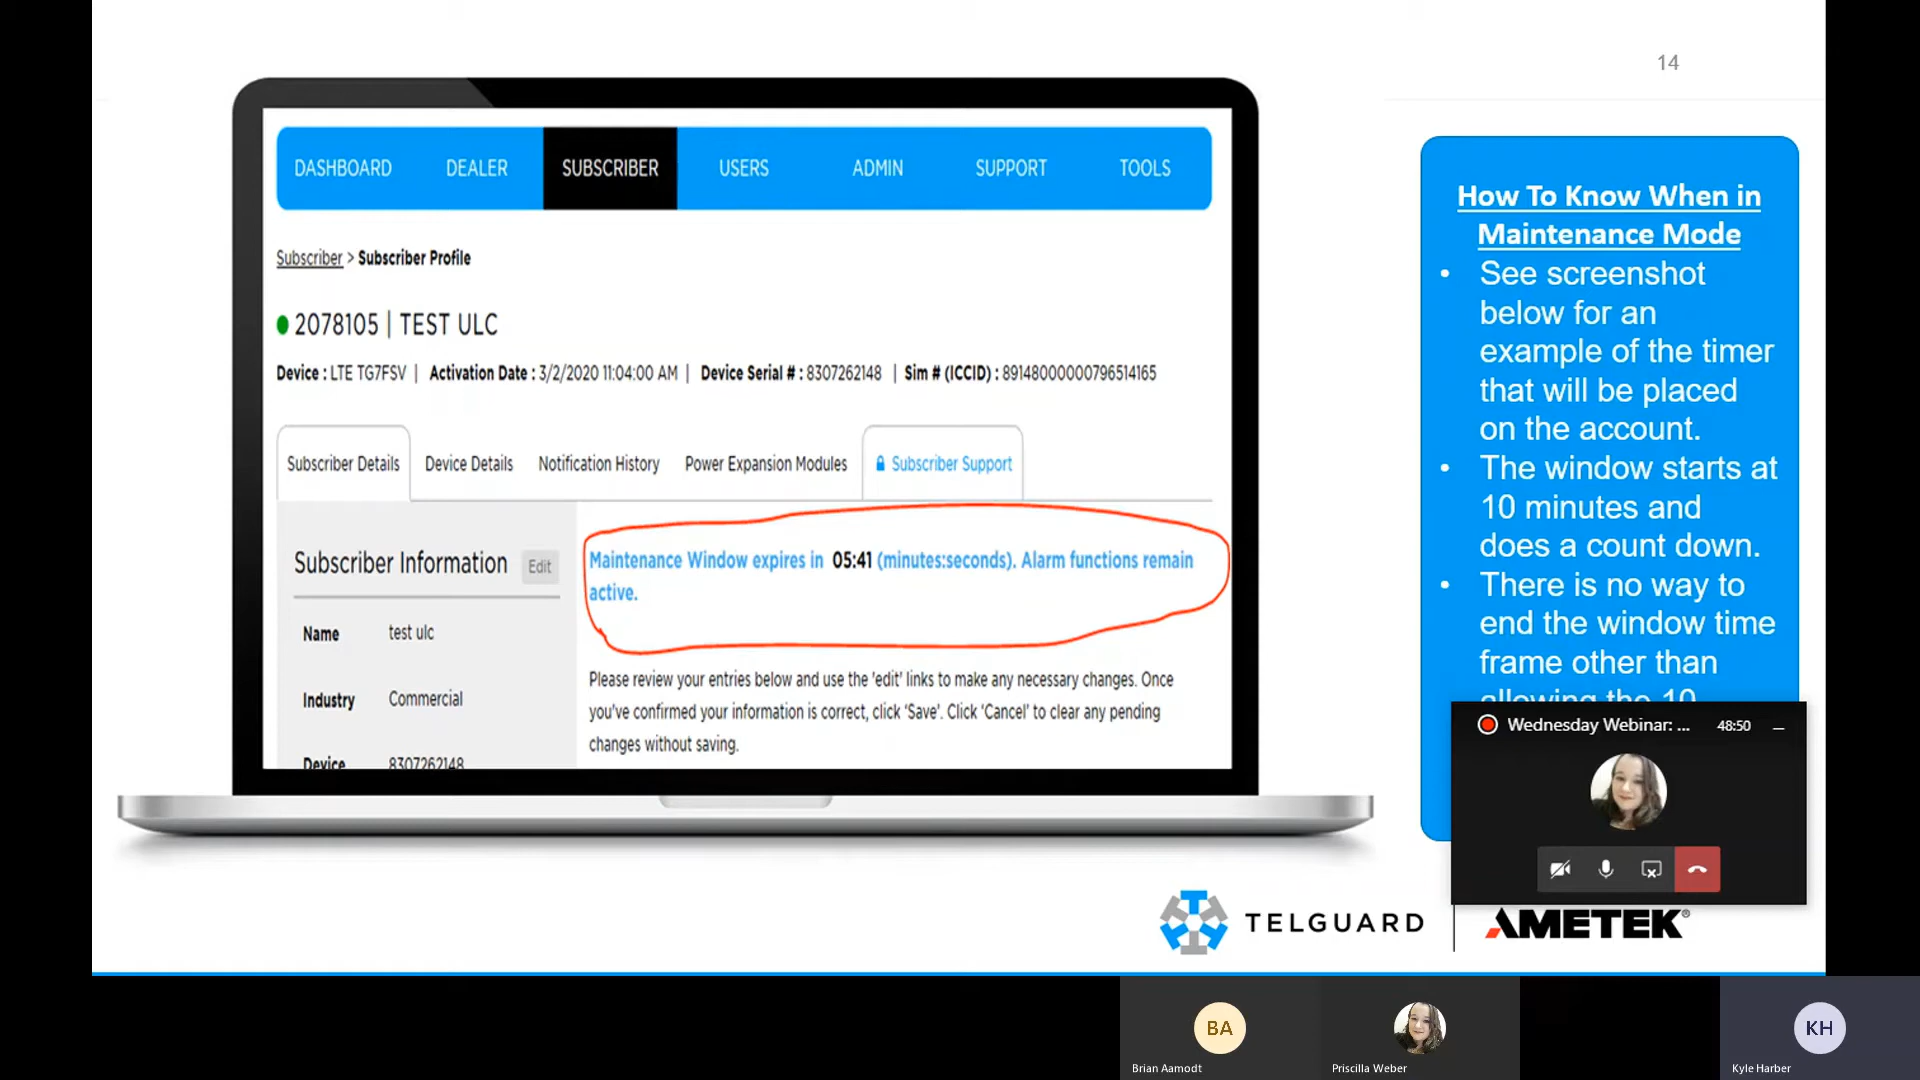 14
DASHBOARD DEALER SUBSCRIBER USERS ADMIN SUPPORT TOOLS
Subscriber > Subscriber Profile
2078105 | TEST ULC
Device : LTE TG7FSV | Activation Date : 3/2/2020 11:04:00 AM | Device Serial # : 8307262148 | Sim # (ICCID) : 89148000000796514165
Subscriber Details Device Details Notification History Power Expansion Modules Subscriber Support
Subscriber Information Edit
Name test ulc
Industry Commercial
Device 8307262148
Maintenance Window expires in 05:41 (minutes:seconds). Alarm functions remain
active.
Please review your entries below and use the 'edit' links to make any necessary changes. Once
you've confirmed your information is correct, click 'Save'. Click 'Cancel' to clear any pending
changes without saving.
How To Know When in
Maintenance Mode
• See screenshot
below for an
example of the timer
that will be placed
on the account.
• The window starts at
10 minutes and
does a count down.
• There is no way to
end the window time
frame other than
allowing the 10
Wednesday Webinar: ... 48:50
TELGUARD
AMETEK®
BA
Brian Aamodt
Priscilla Weber
KH
Kyle Harber